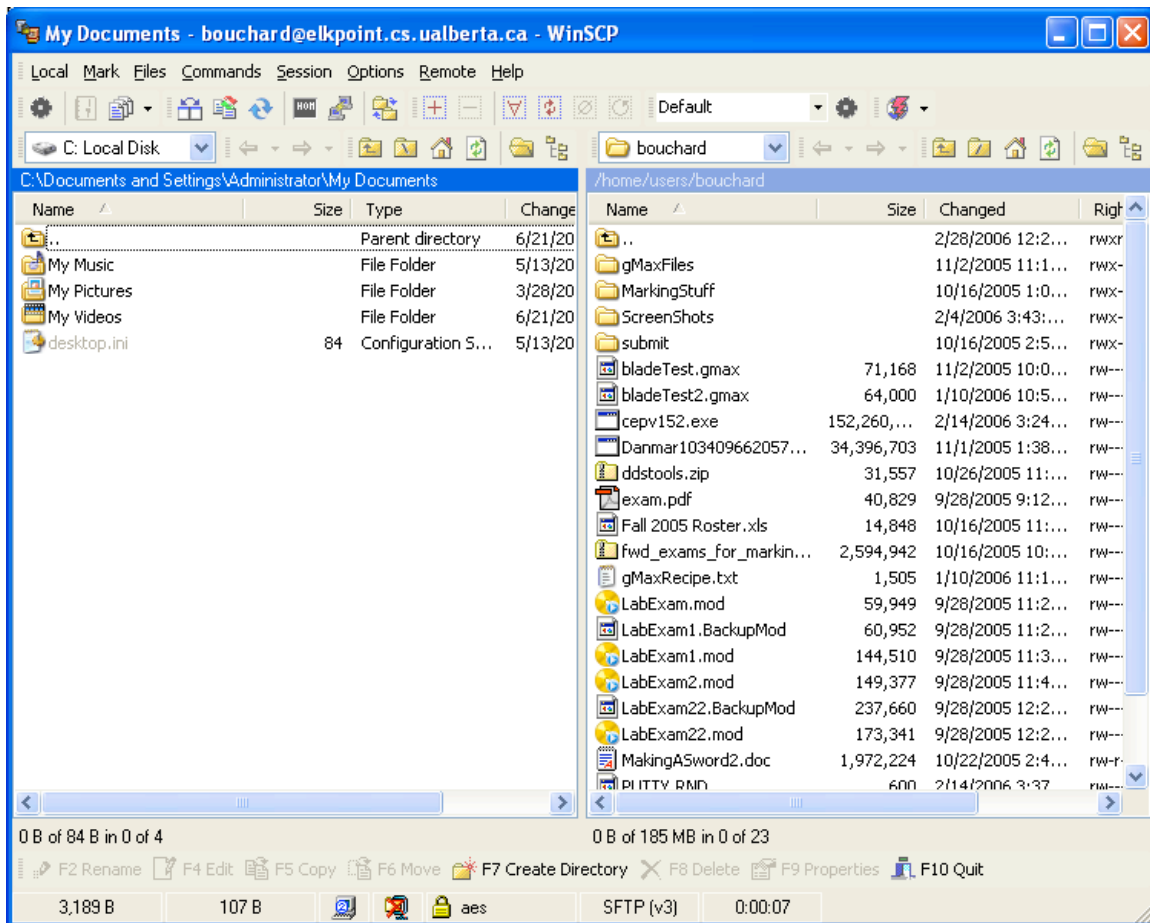 My Documents - bouchard@elkpoint.cs.ualberta.ca - WinSCP
Local Mark Files Commands Session Options Remote Help
Default
C: Local Disk bouchard
C:\Documents and Settings\Administrator\My Documents /home/users/bouchard
Name Size Type Change Name Size Changed Righ
.. Parent directory 6/21/20 .. 2/28/2006 12:2... rwxr
My Music File Folder 5/13/20 gMaxFiles 11/2/2005 11:1... rwx-
My Pictures File Folder 3/28/20 MarkingStuff 10/16/2005 1:0... rwx-
My Videos File Folder 6/21/20 ScreenShots 2/4/2006 3:43:... rwx-
desktop.ini 84 Configuration S... 5/13/20 submit 10/16/2005 2:5... rwx-
bladeTest.gmax 71,168 11/2/2005 10:0... rw---
bladeTest2.gmax 64,000 1/10/2006 10:5... rw---
cepv152.exe 152,260,... 2/14/2006 3:24... rw---
Danmar103409662057... 34,396,703 11/1/2005 1:38... rw---
ddstools.zip 31,557 10/26/2005 11:... rw---
exam.pdf 40,829 9/28/2005 9:12... rw---
Fall 2005 Roster.xls 14,848 10/16/2005 11:... rw---
fwd_exams_for_markin... 2,594,942 10/16/2005 10:... rw---
gMaxRecipe.txt 1,505 1/10/2006 11:1... rw---
LabExam.mod 59,949 9/28/2005 11:2... rw---
LabExam1.BackupMod 60,952 9/28/2005 11:2... rw---
LabExam1.mod 144,510 9/28/2005 11:3... rw---
LabExam2.mod 149,377 9/28/2005 11:4... rw---
LabExam22.BackupMod 237,660 9/28/2005 12:2... rw---
LabExam22.mod 173,341 9/28/2005 12:2... rw---
MakingASword2.doc 1,972,224 10/22/2005 2:4... rw-r-
PUTTY.RND 600 2/14/2006 3:37... rw---
0 B of 84 B in 0 of 4 0 B of 185 MB in 0 of 23
F2 Rename F4 Edit F5 Copy F6 Move F7 Create Directory F8 Delete F9 Properties F10 Quit
3,189 B 107 B aes SFTP (v3) 0:00:07